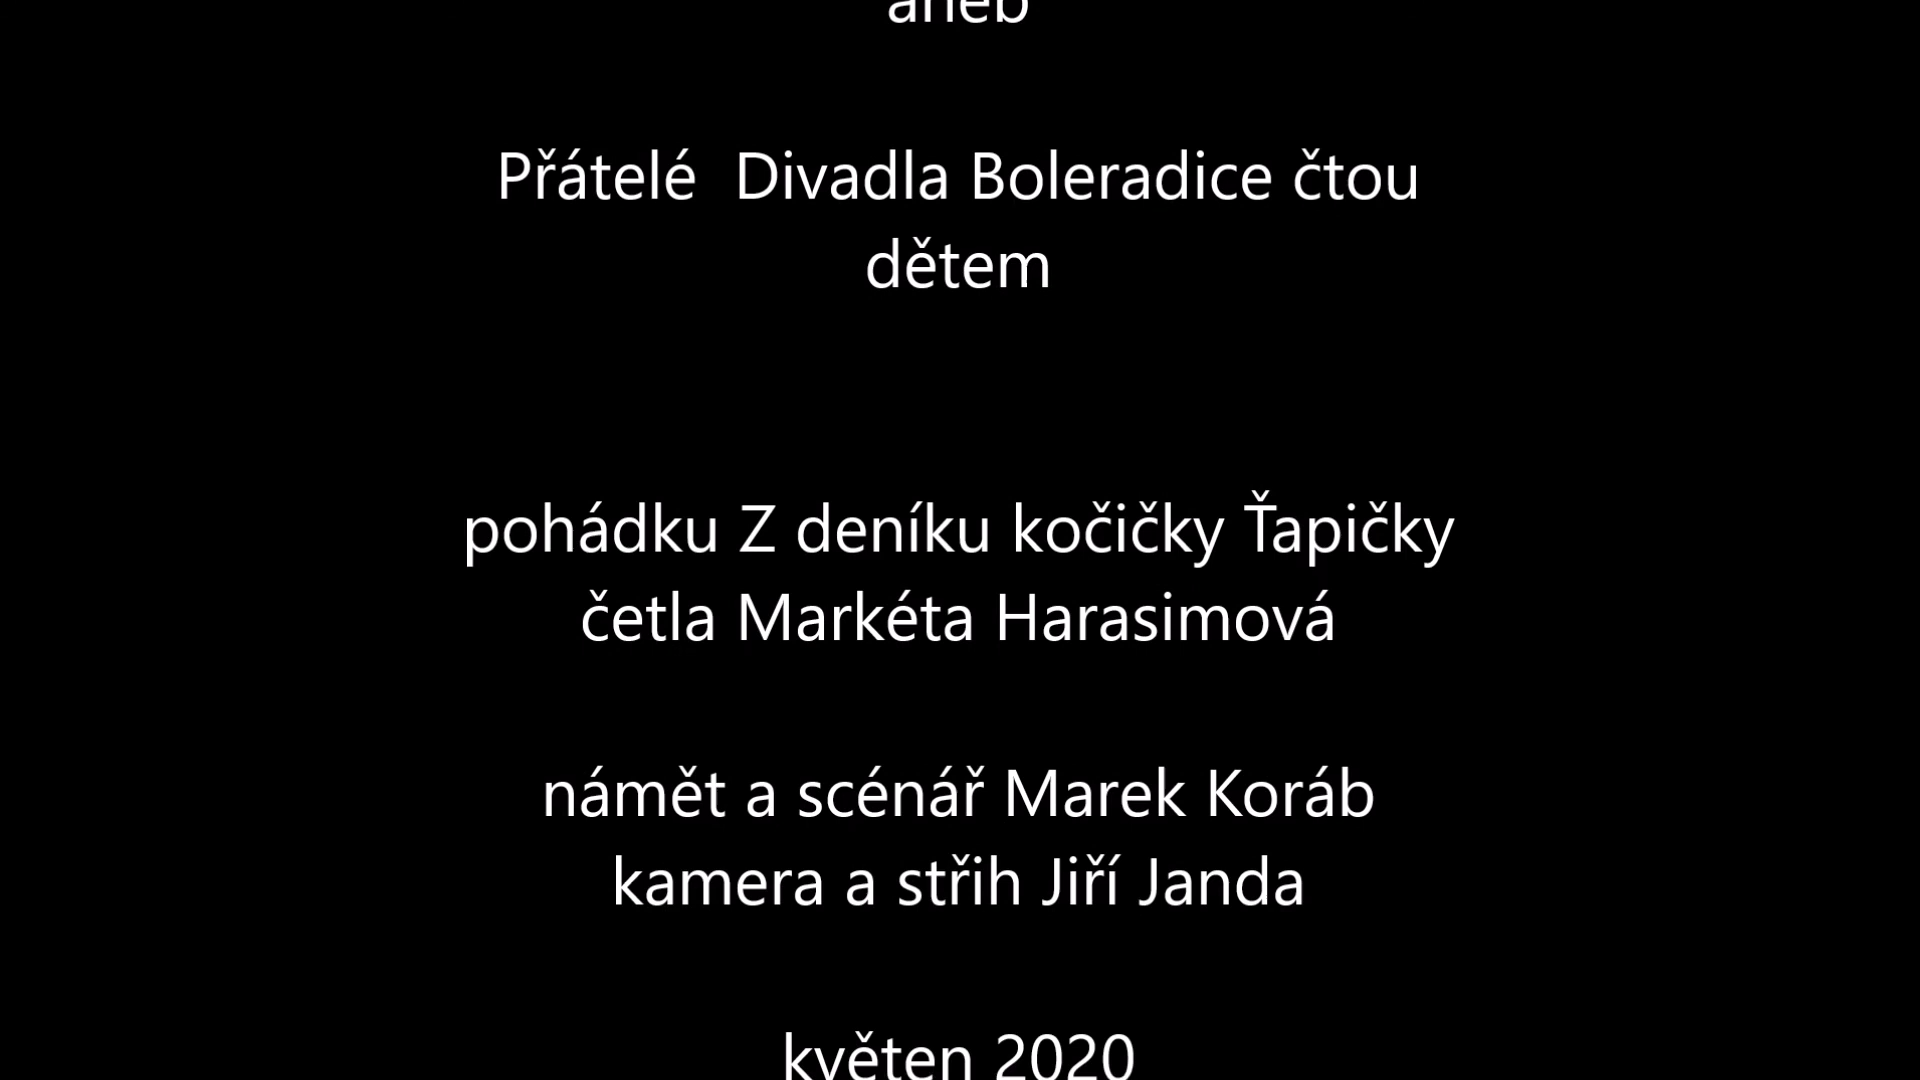 aneb
Přátelé  Divadla Boleradice čtou
dětem
pohádku Z deníku kočičky Ťapičky
četla Markéta Harasimová
námět a scénář Marek Koráb
kamera a střih Jiří Janda
květen 2020